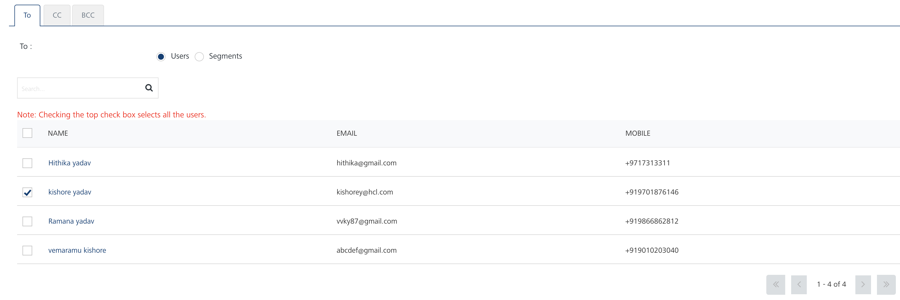 To CC BCC
To :
Users Segments
Search
Note: Checking the top check box selects all the users.
NAME EMAIL MOBILE
Hithika yadav hithika@gmail.com +9717313311
kishore yadav kishorey@hcl.com +919701876146
Ramana yadav vvky87@gmail.com +919866862812
vemaramu kishore abcdef@gmail.com +919010203040
« ‹ 1 - 4 of 4 › »